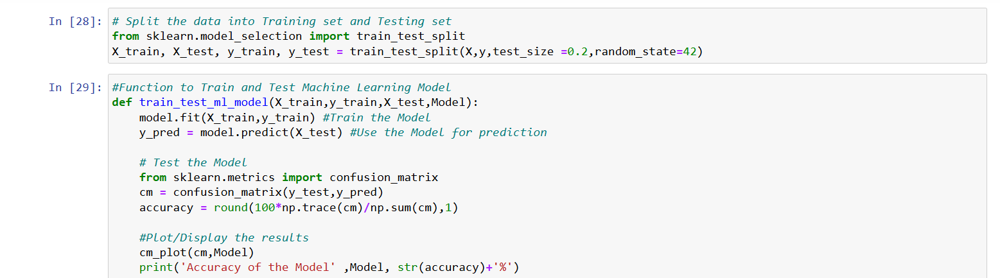 In [28]: # Split the data into Training set and Testing set
from sklearn.model_selection import train_test_split
X_train, X_test, y_train, y_test = train_test_split(X,y,test_size =0.2,random_state=42)
In [29]: #Function to Train and Test Machine Learning Model
def train_test_ml_model(X_train,y_train,X_test,Model):
    model.fit(X_train,y_train) #Train the Model
    y_pred = model.predict(X_test) #Use the Model for prediction
    # Test the Model
    from sklearn.metrics import confusion_matrix
    cm = confusion_matrix(y_test,y_pred)
    accuracy = round(100*np.trace(cm)/np.sum(cm),1)
    #Plot/Display the results
    cm_plot(cm,Model)
    print('Accuracy of the Model' ,Model, str(accuracy)+'%')